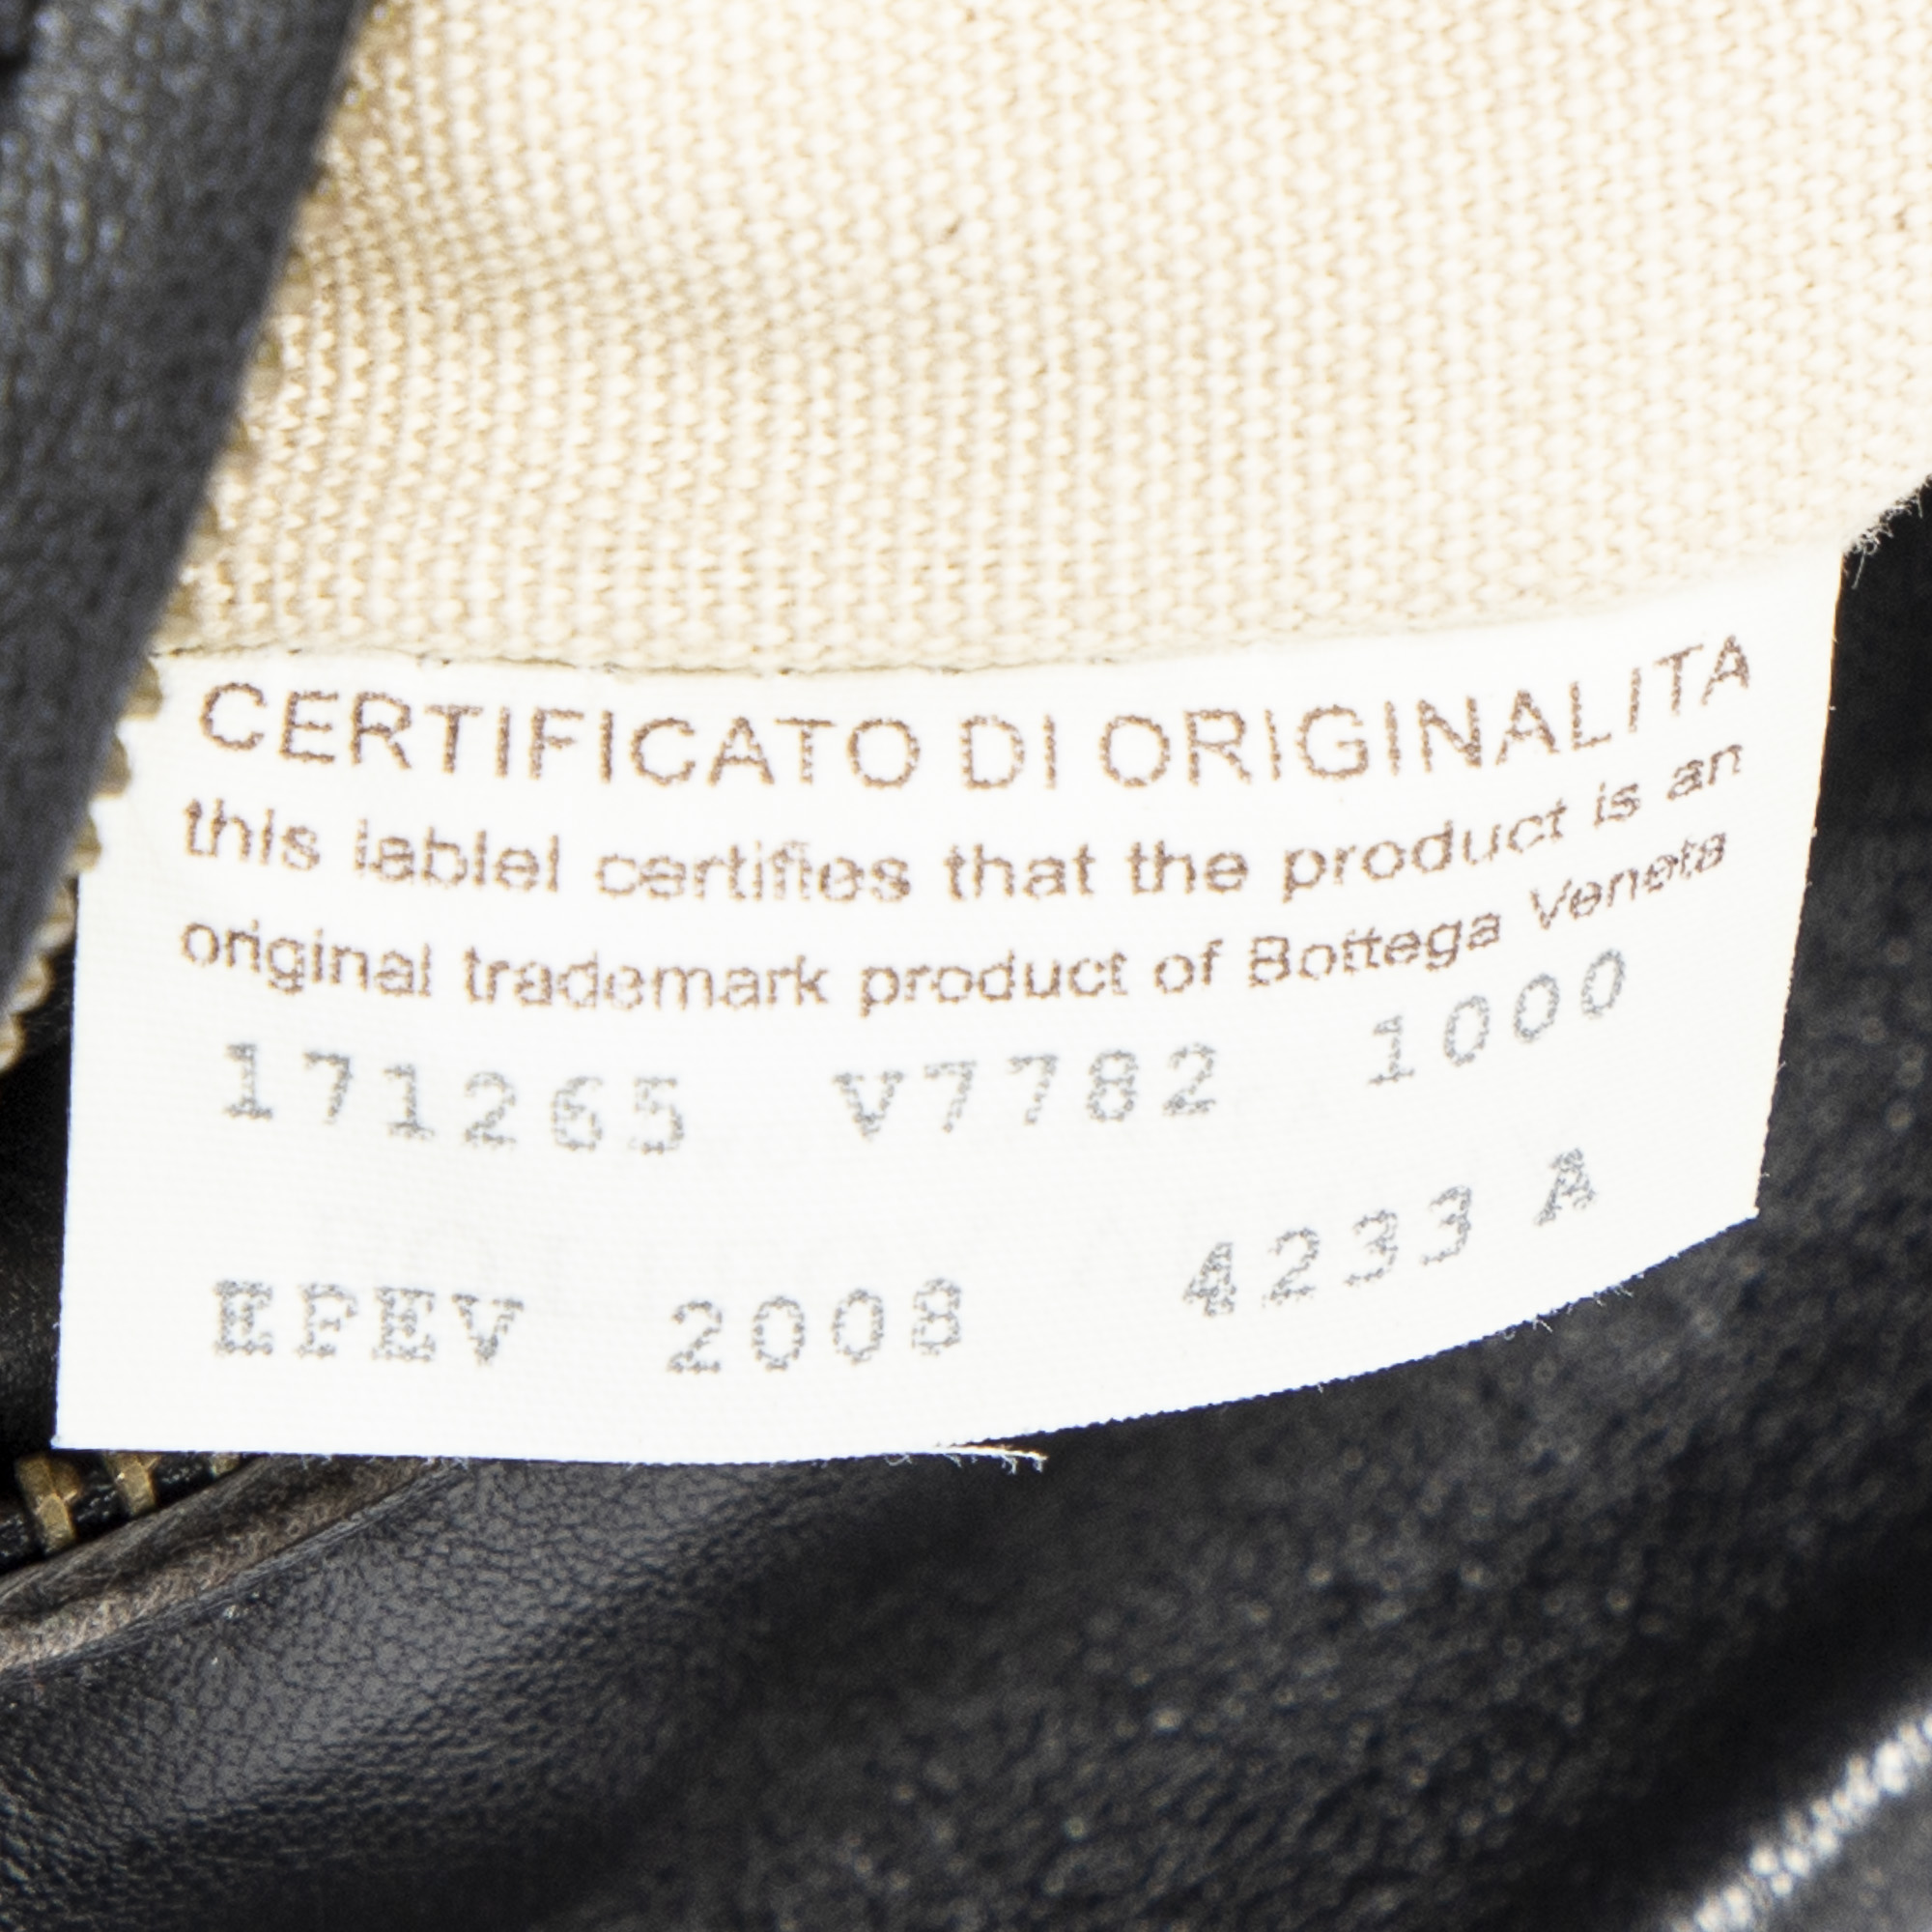 CERTIFICATO DI ORIGINALITA
this lablel certifies that the product is an
original trademark product of Bottega Veneta
171265 V7782 1000
EFEV 2008 4233 A